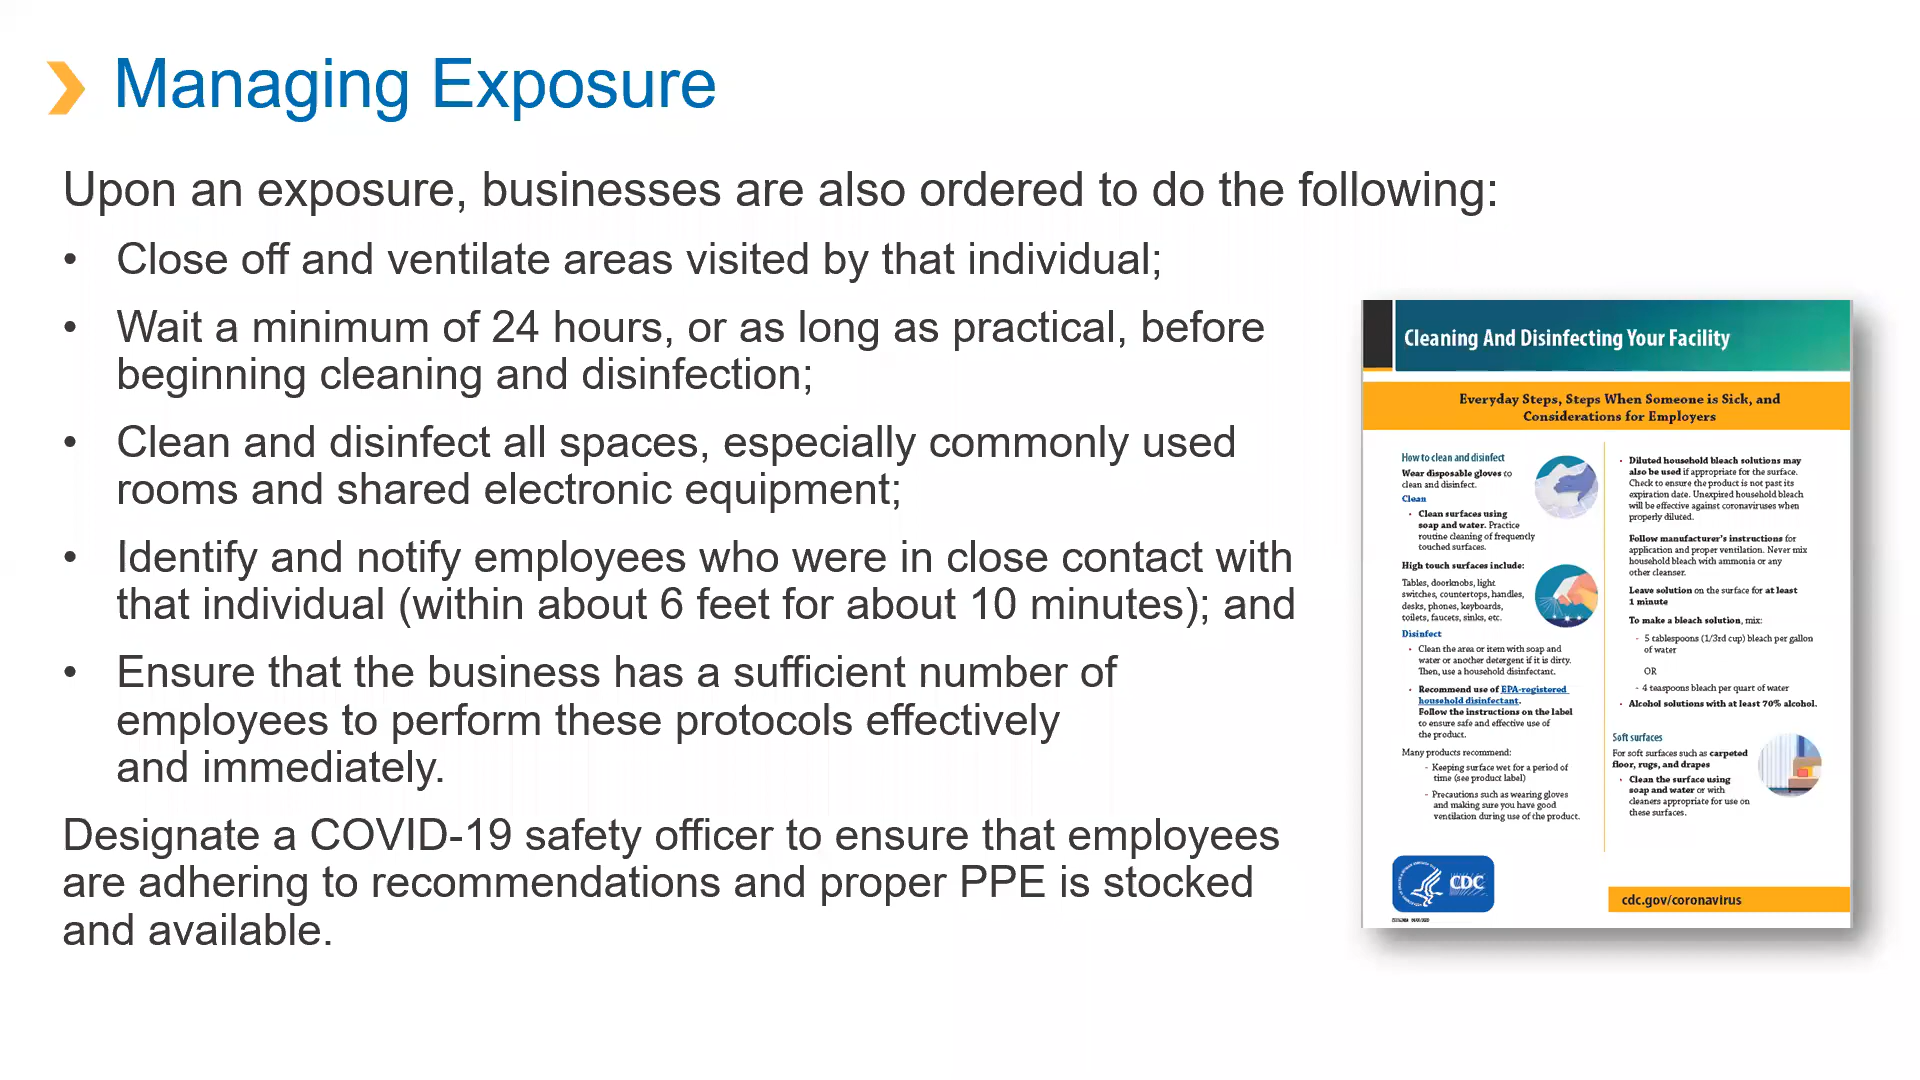 Managing Exposure
Upon an exposure, businesses are also ordered to do the following:
• Close off and ventilate areas visited by that individual;
• Wait a minimum of 24 hours, or as long as practical, before
beginning cleaning and disinfection;
• Clean and disinfect all spaces, especially commonly used
rooms and shared electronic equipment;
• Identify and notify employees who were in close contact with
that individual (within about 6 feet for about 10 minutes); and
• Ensure that the business has a sufficient number of
employees to perform these protocols effectively
and immediately.
Designate a COVID-19 safety officer to ensure that employees
are adhering to recommendations and proper PPE is stocked
and available.
Cleaning And Disinfecting Your Facility
Everyday Steps, Steps When Someone is Sick, and
Considerations for Employers
How to clean and disinfect
Wear disposable gloves to
clean and disinfect.
Clean
• Clean surfaces using
soap and water. Practice
routine cleaning of frequently
touched surfaces.
High touch surfaces include:
Tables, doorknobs, light
switches, countertops, handles,
desks, phones, keyboards,
toilets, faucets, sinks, etc.
Disinfect
• Clean the area or item with soap and
water or another detergent if it is dirty.
Then, use a household disinfectant.
• Recommend use of EPA-registered
household disinfectant.
Follow the instructions on the label
to ensure safe and effective use of
the product.
Many products recommend:
- Keeping surface wet for a period of
time (see product label)
- Precautions such as wearing gloves
and making sure you have good
ventilation during use of the product.
• Diluted household bleach solutions may
also be used if appropriate for the surface.
Check to ensure the product is not past its
expiration date. Unexpired household bleach
will be effective against coronaviruses when
properly diluted.
Follow manufacturer's instructions for
application and proper ventilation. Never mix
household bleach with ammonia or any
other cleanser.
Leave solution on the surface for at least
1 minute
To make a bleach solution, mix:
- 5 tablespoons (1/3rd cup) bleach per gallon
of water
OR
- 4 teaspoons bleach per quart of water
• Alcohol solutions with at least 70% alcohol.
Soft surfaces
For soft surfaces such as carpeted
floor, rugs, and drapes
• Clean the surface using
soap and water or with
cleaners appropriate for use on
these surfaces.
CDC
cdc.gov/coronavirus